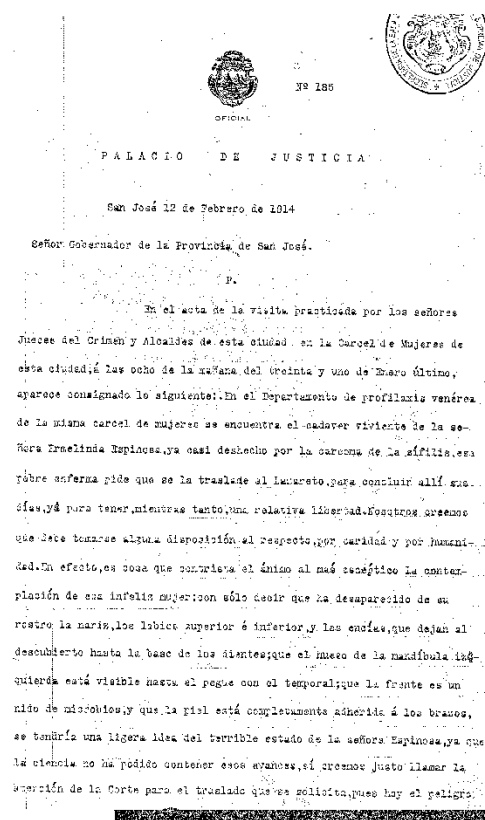 Nº 185
OFICIAL
PALACIO DE JUSTICIA
San José 12 de Febrero de 1914
Señor Gobernador de la Provincia de San José.
P.
En el acta de la visita practicada por los señores
Jueces del Crimen y Alcaldes de esta ciudad en la Carcel de Mujeres de
esta ciudad,á las ocho de la mañana del treinta y uno de Enero último,
aparece consignado lo siguiente:.En el Departamento de profilaxis venérea
de la misma carcel de mujeres se encuentra el cadaver viviente de la se-
ñora Ermelinda Espinosa,ya casi deshecho por la carcoma de la sífilis,esa
pobre enferma pide que se la traslade al Lazareto,para concluir allí sus
días,yá para tener,mientras tanto,una relativa libertad.Nosotros creemos
que debe tomarse alguna disposición al respecto,por caridad y por humani-
dad.En efecto,es cosa que contrista el ánimo al maś escéptico la contem-
plación de esa infeliz mujer:con sólo decir que ha desaparecido de su
rostro la nariz,los labios superior é inferior,y las encías,que dejan al
descubierto hasta la base de los dientes;que el hueso de la mandíbula iz-
quierda está visible hasta el pegue con el temporal;que la frente es un
nido de microbios,y que la piel está completamente adherida á los brazos,
se tendría una ligera idea del terrible estado de la señora Espinosa,ya que
la ciencia no ha podido contener esos avances,sí creemos justo llamar la
atención de la Corte para el traslado que se solicita,pues hay el peligro